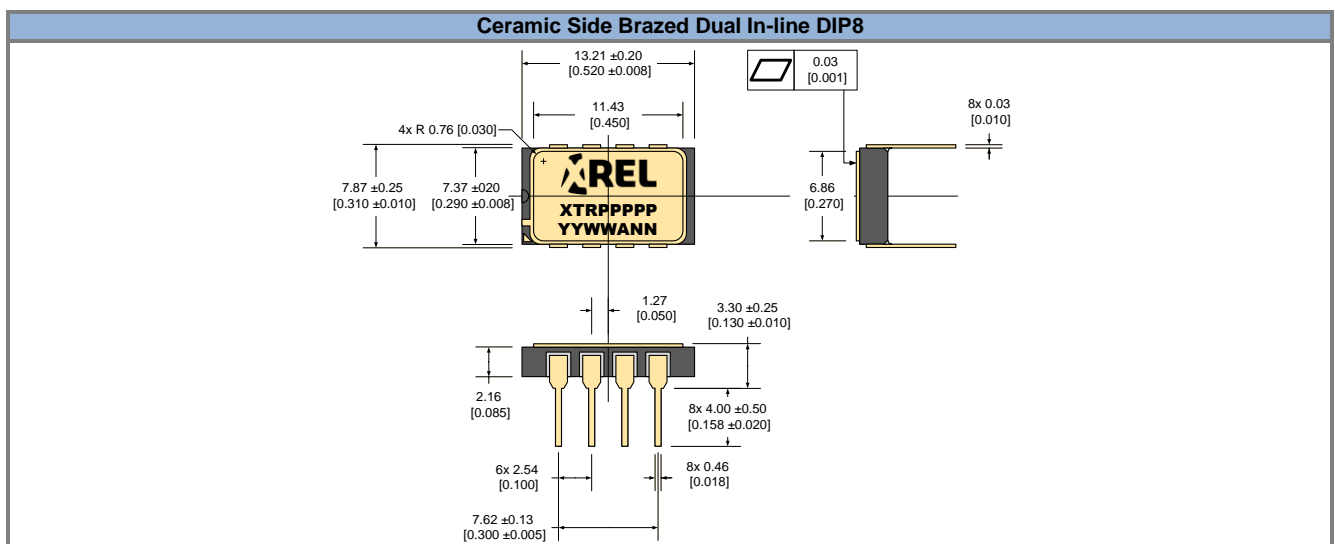 Ceramic Side Brazed Dual In-line DIP8
13.21 ±0.20
[0.520 ±0.008]
0.03
[0.001]
11.43
[0.450]
8x 0.03
[0.010]
4x R 0.76 [0.030]
7.87 ±0.25
[0.310 ±0.010]
7.37 ±020
[0.290 ±0.008]
+
XREL
XTRPPPPP
YYWWANN
6.86
[0.270]
1.27
[0.050]
3.30 ±0.25
[0.130 ±0.010]
2.16
[0.085]
8x 4.00 ±0.50
[0.158 ±0.020]
6x 2.54
[0.100]
8x 0.46
[0.018]
7.62 ±0.13
[0.300 ±0.005]